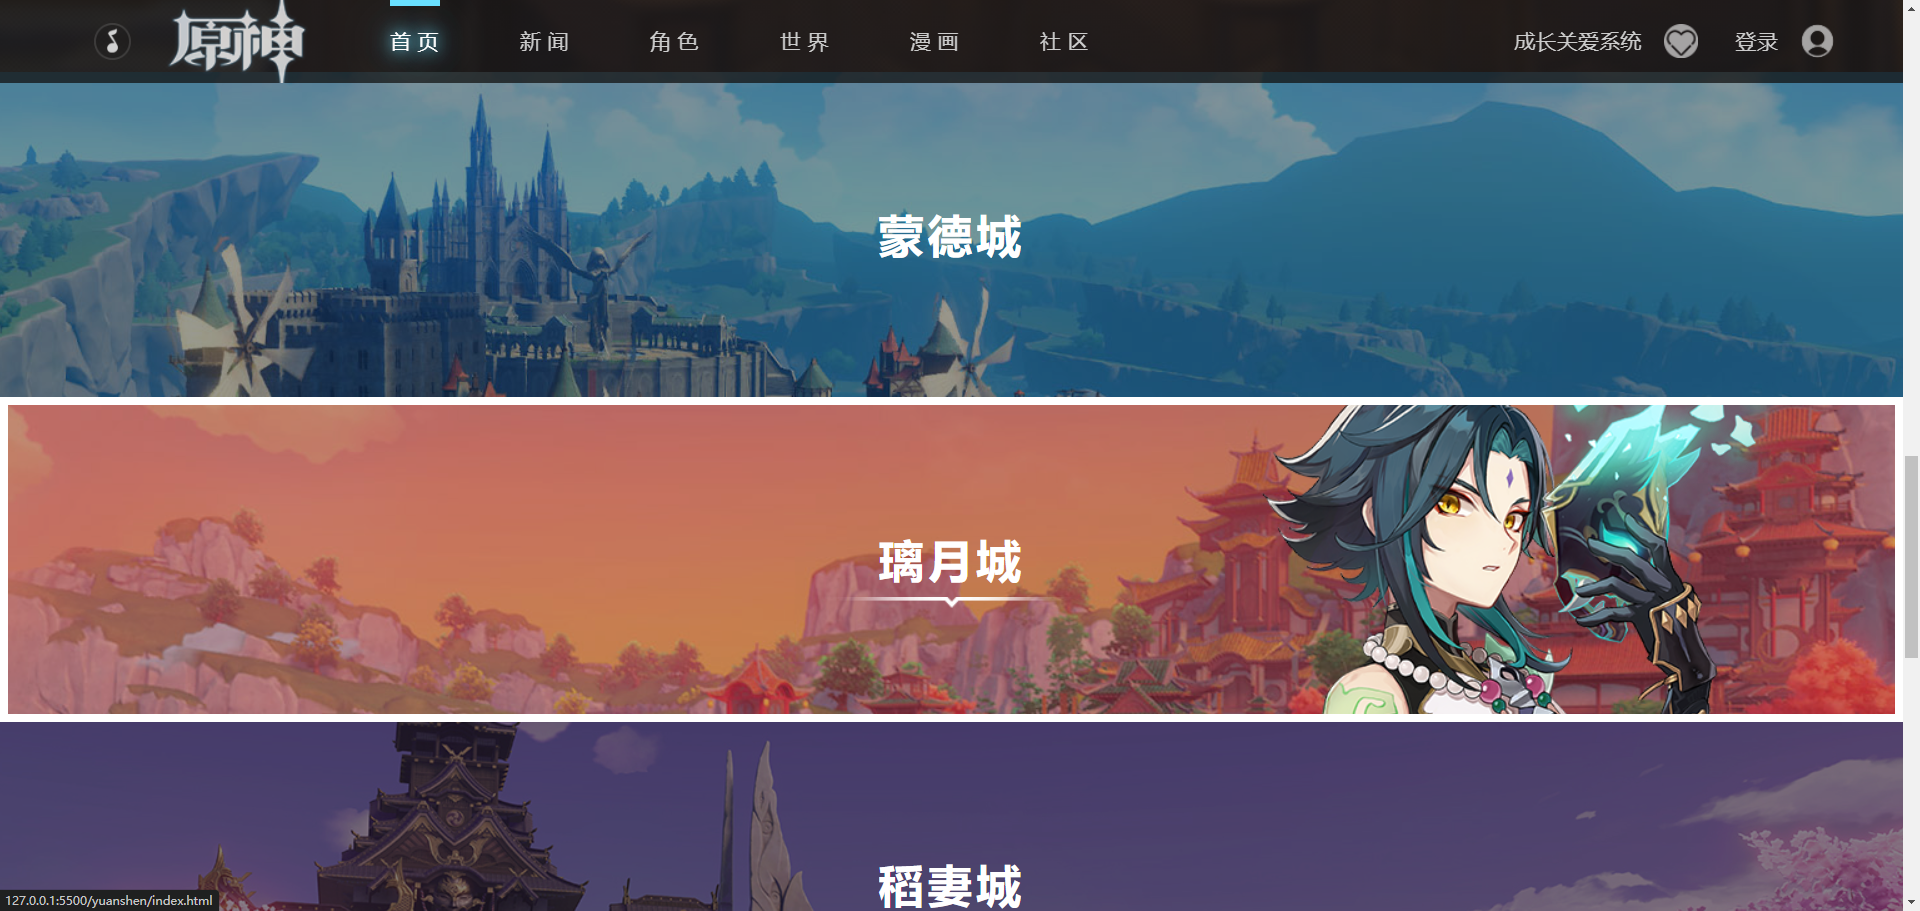 原神
首页 新闻 角色 世界 漫画 社区 成长关爱系统 登录
蒙德城
璃月城
稻妻城
127.0.0.1:5500/yuanshen/index.html